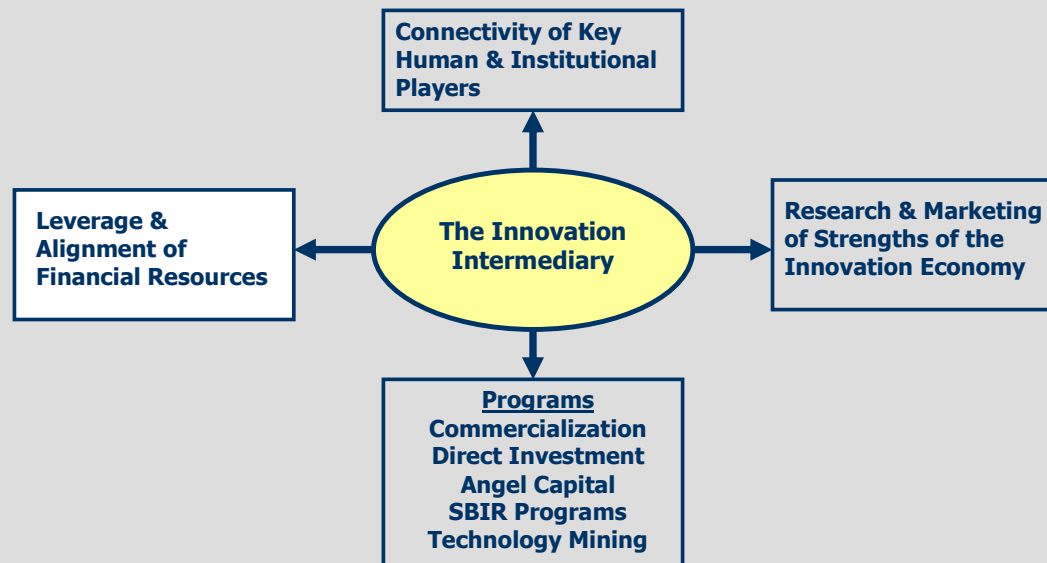 Connectivity of Key
Human & Institutional
Players
Leverage &
Alignment of
Financial Resources
The Innovation
Intermediary
Research & Marketing
of Strengths of the
Innovation Economy
Programs
Commercialization
Direct Investment
Angel Capital
SBIR Programs
Technology Mining